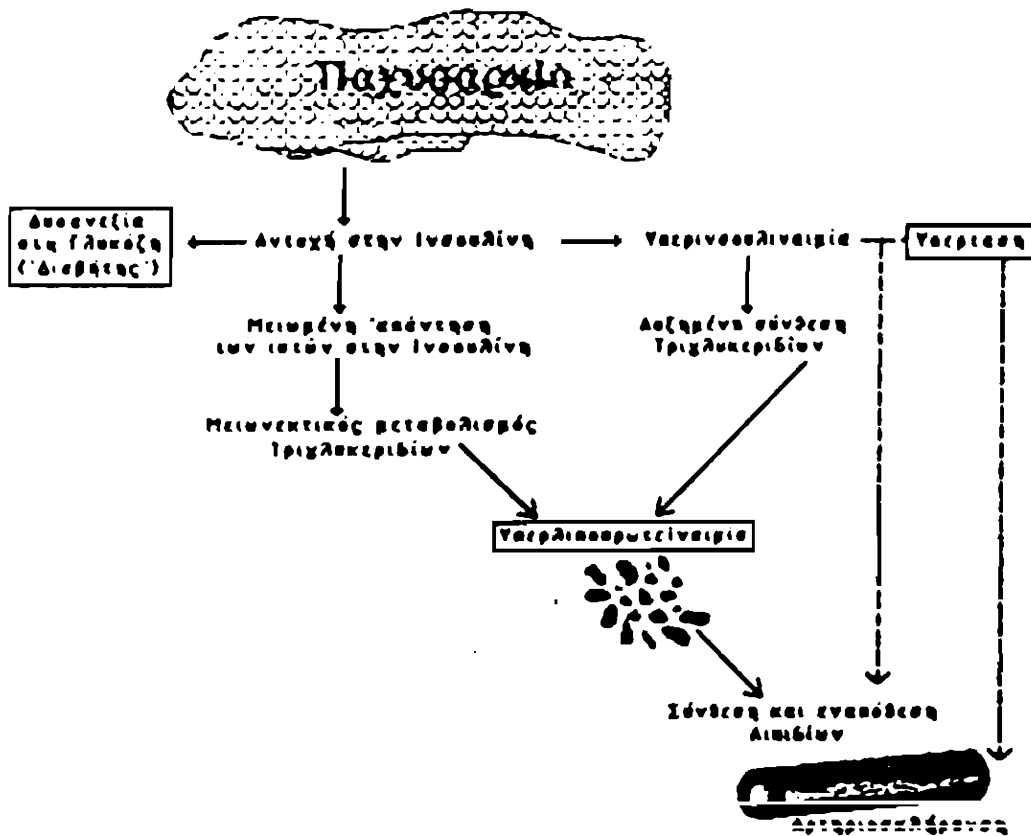 Παχυσαρκία
Δυσανεξία
στη Γλυκόζη
('Διαβήτης')
Αντοχή στην Ινσουλίνη
Υπερινσουλιναιμία
Υπέρταση
Μειωμένη 'απάντηση
των ιστών στην Ινσουλίνη
Αυξημένη σύνθεση
Τριγλυκεριδίων
Μειονεκτικός μεταβολισμός
Τριγλυκεριδίων
Υπερλιποπρωτεϊναιμία
Σύνθεση και εναπόθεση
Λιπιδίων
Αρτηριοσκλήρωση